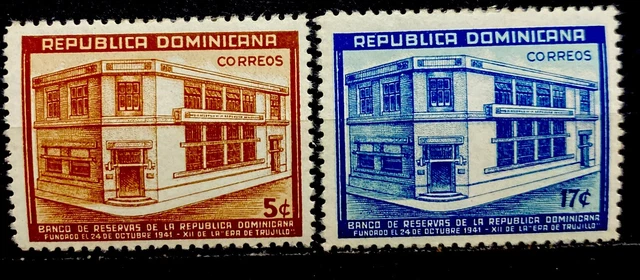 REPUBLICA DOMINICANA
CORREOS
5¢
BANCO DE RESERVAS DE LA REPUBLICA DOMINICANA
FUNDADO EL 24 DE OCTUBRE 1941 - XII DE LA "ERA DE TRUJILLO"
REPUBLICA DOMINICANA
CORREOS
17¢
BANCO DE RESERVAS DE LA REPUBLICA DOMINICANA
FUNDADO EL 24 DE OCTUBRE 1941 - XII DE LA "ERA DE TRUJILLO"